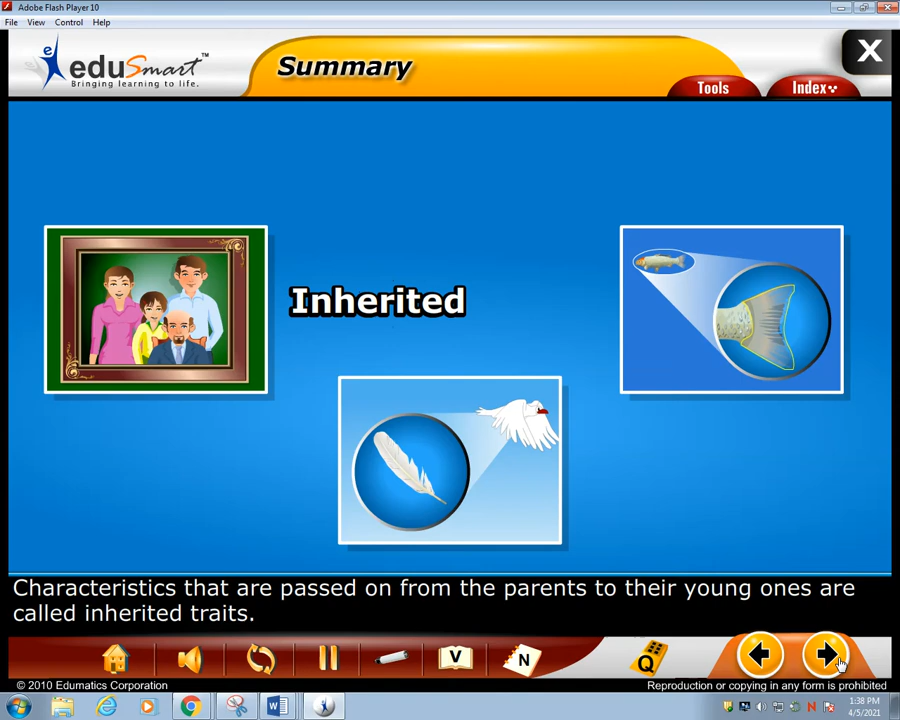 Adobe Flash Player 10
File View Control Help
e
eduSmart™
Bringing learning to life.
Summary
X
Tools
Index
Inherited
Characteristics that are passed on from the parents to their young ones are
called inherited traits.
V
N
Q
© 2010 Edumatics Corporation
Reproduction or copying in any form is prohibited
1:38 PM
4/5/2021